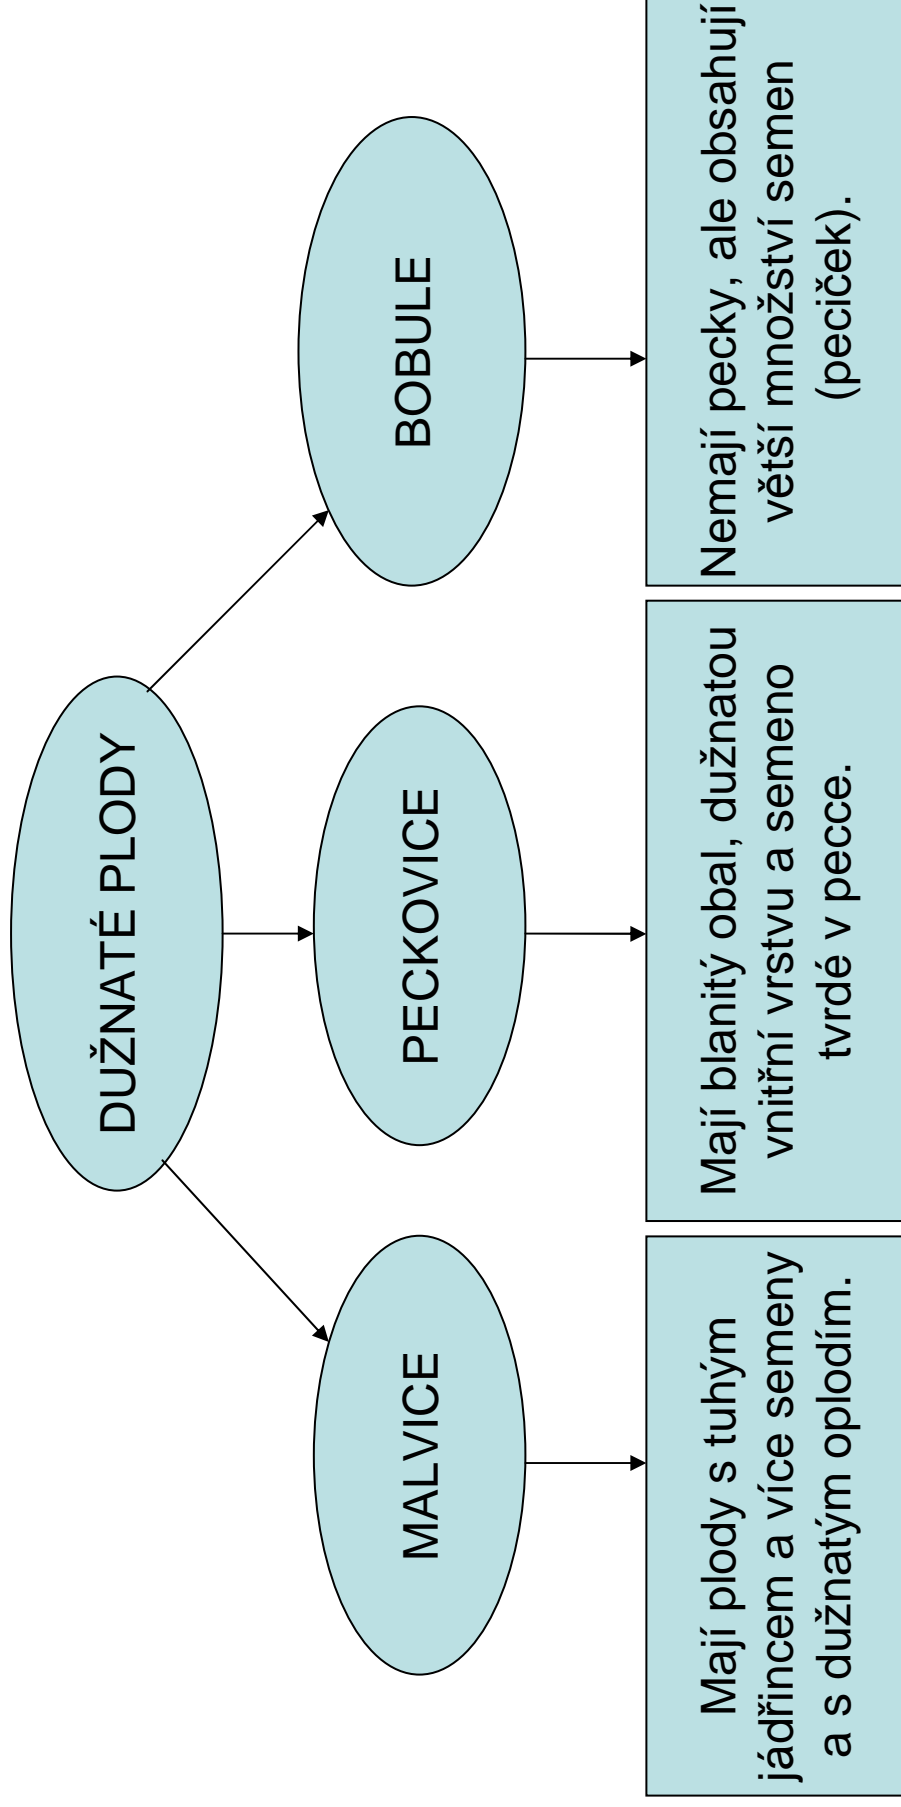 DUŽNATÉ PLODY
MALVICE
PECKOVICE
BOBULE
Mají plody s tuhým
jádřincem a více semeny
a s dužnatým oplodím.
Mají blanitý obal, dužnatou
vnitřní vrstvu a semeno
tvrdé v pecce.
Nemají pecky, ale obsahují
větší množství semen
(peciček).